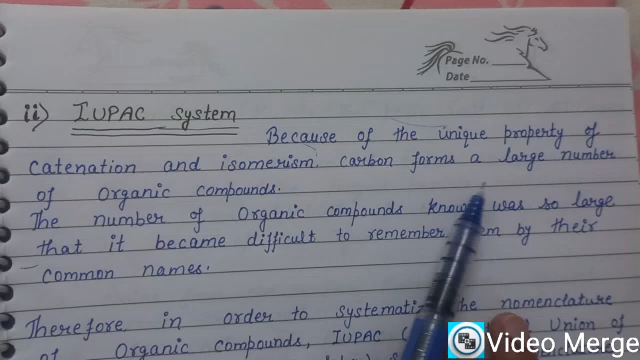 Page No.
Date
ii) IUPAC system
Because of the unique property of
catenation and isomerism, carbon forms a large number
of organic compounds.
The number of organic compounds known was so large
that it became difficult to remember by their
common names.
Therefore in order to the nomenclature
of organic compounds, IUPAC ( Union of
Video Merge